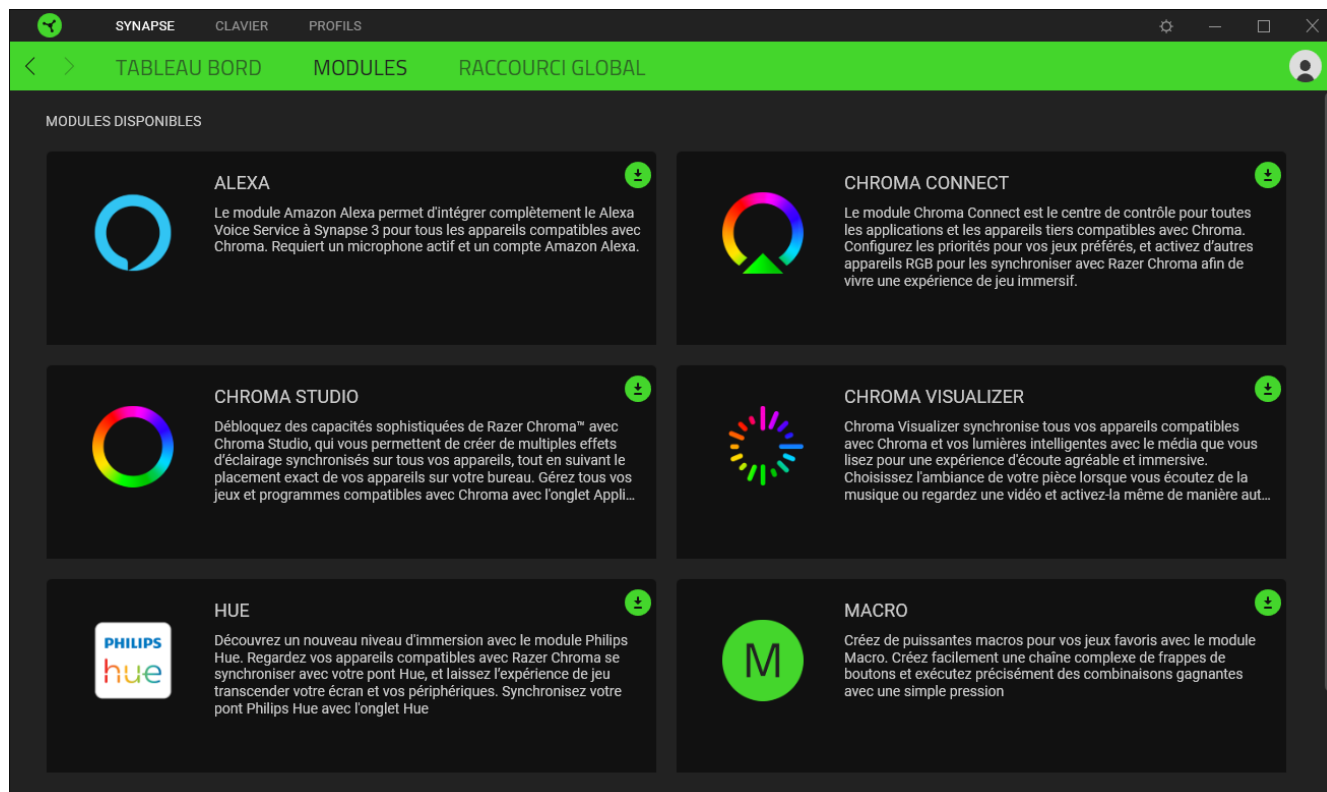 SYNAPSE CLAVIER PROFILS
TABLEAU BORD MODULES RACCOURCI GLOBAL
MODULES DISPONIBLES
ALEXA
Le module Amazon Alexa permet d'intégrer complètement le Alexa
Voice Service à Synapse 3 pour tous les appareils compatibles avec
Chroma. Requiert un microphone actif et un compte Amazon Alexa.
CHROMA CONNECT
Le module Chroma Connect est le centre de contrôle pour toutes
les applications et les appareils tiers compatibles avec Chroma.
Configurez les priorités pour vos jeux préférés, et activez d'autres
appareils RGB pour les synchroniser avec Razer Chroma afin de
vivre une expérience de jeu immersif.
CHROMA STUDIO
Débloquez des capacités sophistiquées de Razer Chroma™ avec
Chroma Studio, qui vous permettent de créer de multiples effets
d'éclairage synchronisés sur tous vos appareils, tout en suivant le
placement exact de vos appareils sur votre bureau. Gérez tous vos
jeux et programmes compatibles avec Chroma avec l'onglet Appli...
CHROMA VISUALIZER
Chroma Visualizer synchronise tous vos appareils compatibles
avec Chroma et vos lumières intelligentes avec le média que vous
lisez pour une expérience d'écoute agréable et immersive.
Choisissez l'ambiance de votre pièce lorsque vous écoutez de la
musique ou regardez une vidéo et activez-la même de manière aut...
PHILIPS
hue
HUE
Découvrez un nouveau niveau d'immersion avec le module Philips
Hue. Regardez vos appareils compatibles avec Razer Chroma se
synchroniser avec votre pont Hue, et laissez l'expérience de jeu
transcender votre écran et vos périphériques. Synchronisez votre
pont Philips Hue avec l'onglet Hue
M
MACRO
Créez de puissantes macros pour vos jeux favoris avec le module
Macro. Créez facilement une chaîne complexe de frappes de
boutons et exécutez précisément des combinaisons gagnantes
avec une simple pression